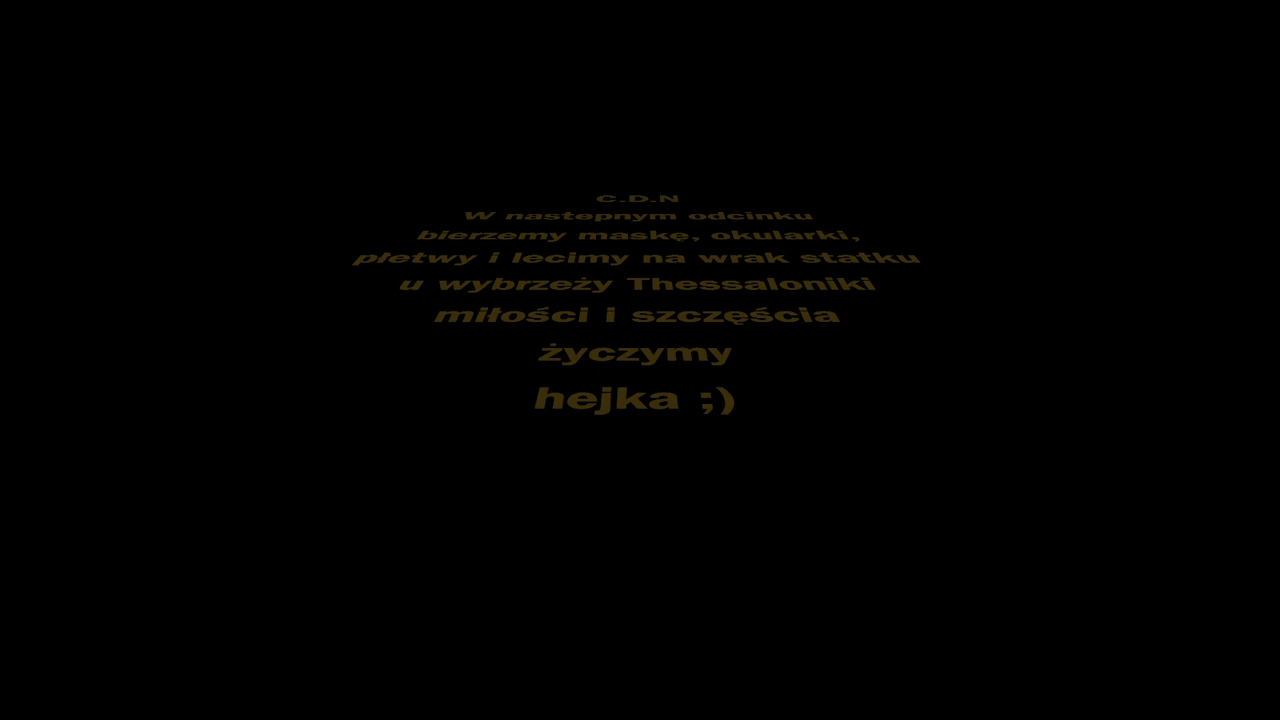 C.D.N
W nastepnym odcinku
bierzemy maskę, okularki,
płetwy i lecimy na wrak statku
u wybrzeży Thessaloniki
miłości i szczęścia
życzymy
hejka ;)